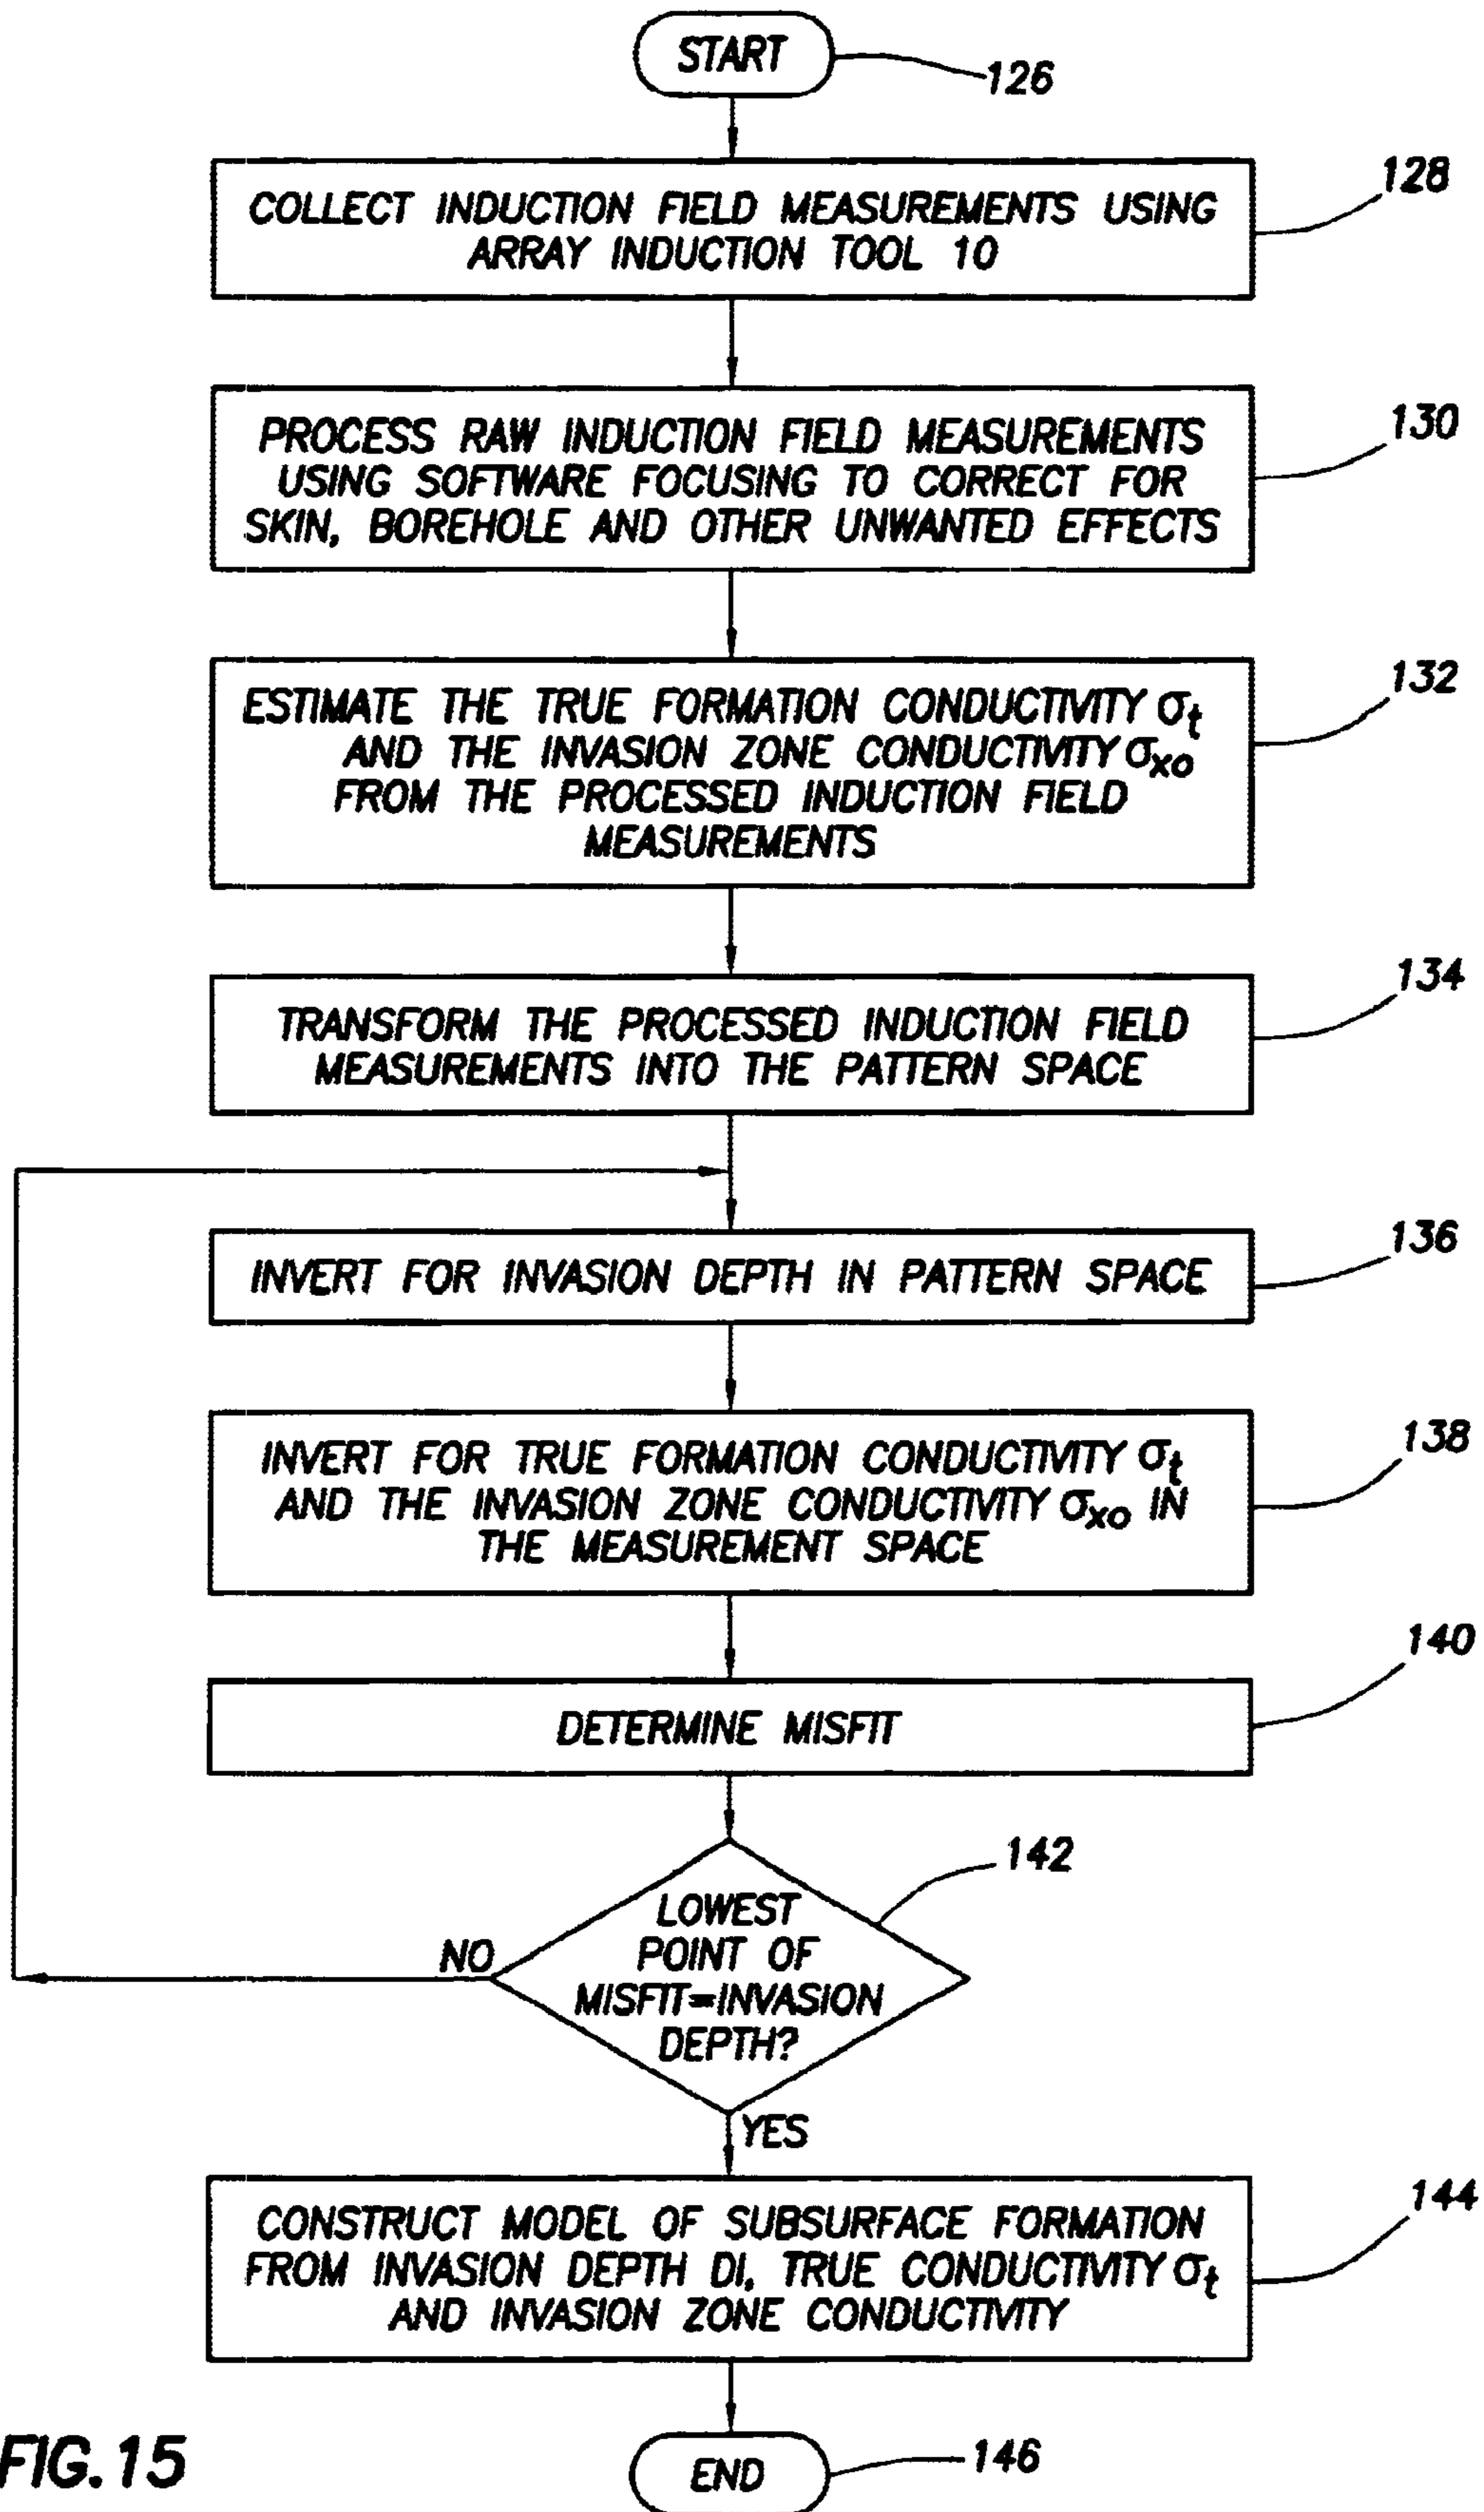 START
126
COLLECT INDUCTION FIELD MEASUREMENTS USING
ARRAY INDUCTION TOOL 10
128
PROCESS RAW INDUCTION FIELD MEASUREMENTS
USING SOFTWARE FOCUSING TO CORRECT FOR
SKIN, BOREHOLE AND OTHER UNWANTED EFFECTS
130
ESTIMATE THE TRUE FORMATION CONDUCTIVITY σt
AND THE INVASION ZONE CONDUCTIVITY σxo
FROM THE PROCESSED INDUCTION FIELD
MEASUREMENTS
132
TRANSFORM THE PROCESSED INDUCTION FIELD
MEASUREMENTS INTO THE PATTERN SPACE
134
INVERT FOR INVASION DEPTH IN PATTERN SPACE
136
INVERT FOR TRUE FORMATION CONDUCTIVITY σt
AND THE INVASION ZONE CONDUCTIVITY σxo IN
THE MEASUREMENT SPACE
138
DETERMINE MISFIT
140
LOWEST
POINT OF
MISFIT=INVASION
DEPTH?
142
NO
YES
CONSTRUCT MODEL OF SUBSURFACE FORMATION
FROM INVASION DEPTH DI, TRUE CONDUCTIVITY σt
AND INVASION ZONE CONDUCTIVITY
144
END
146
FIG.15